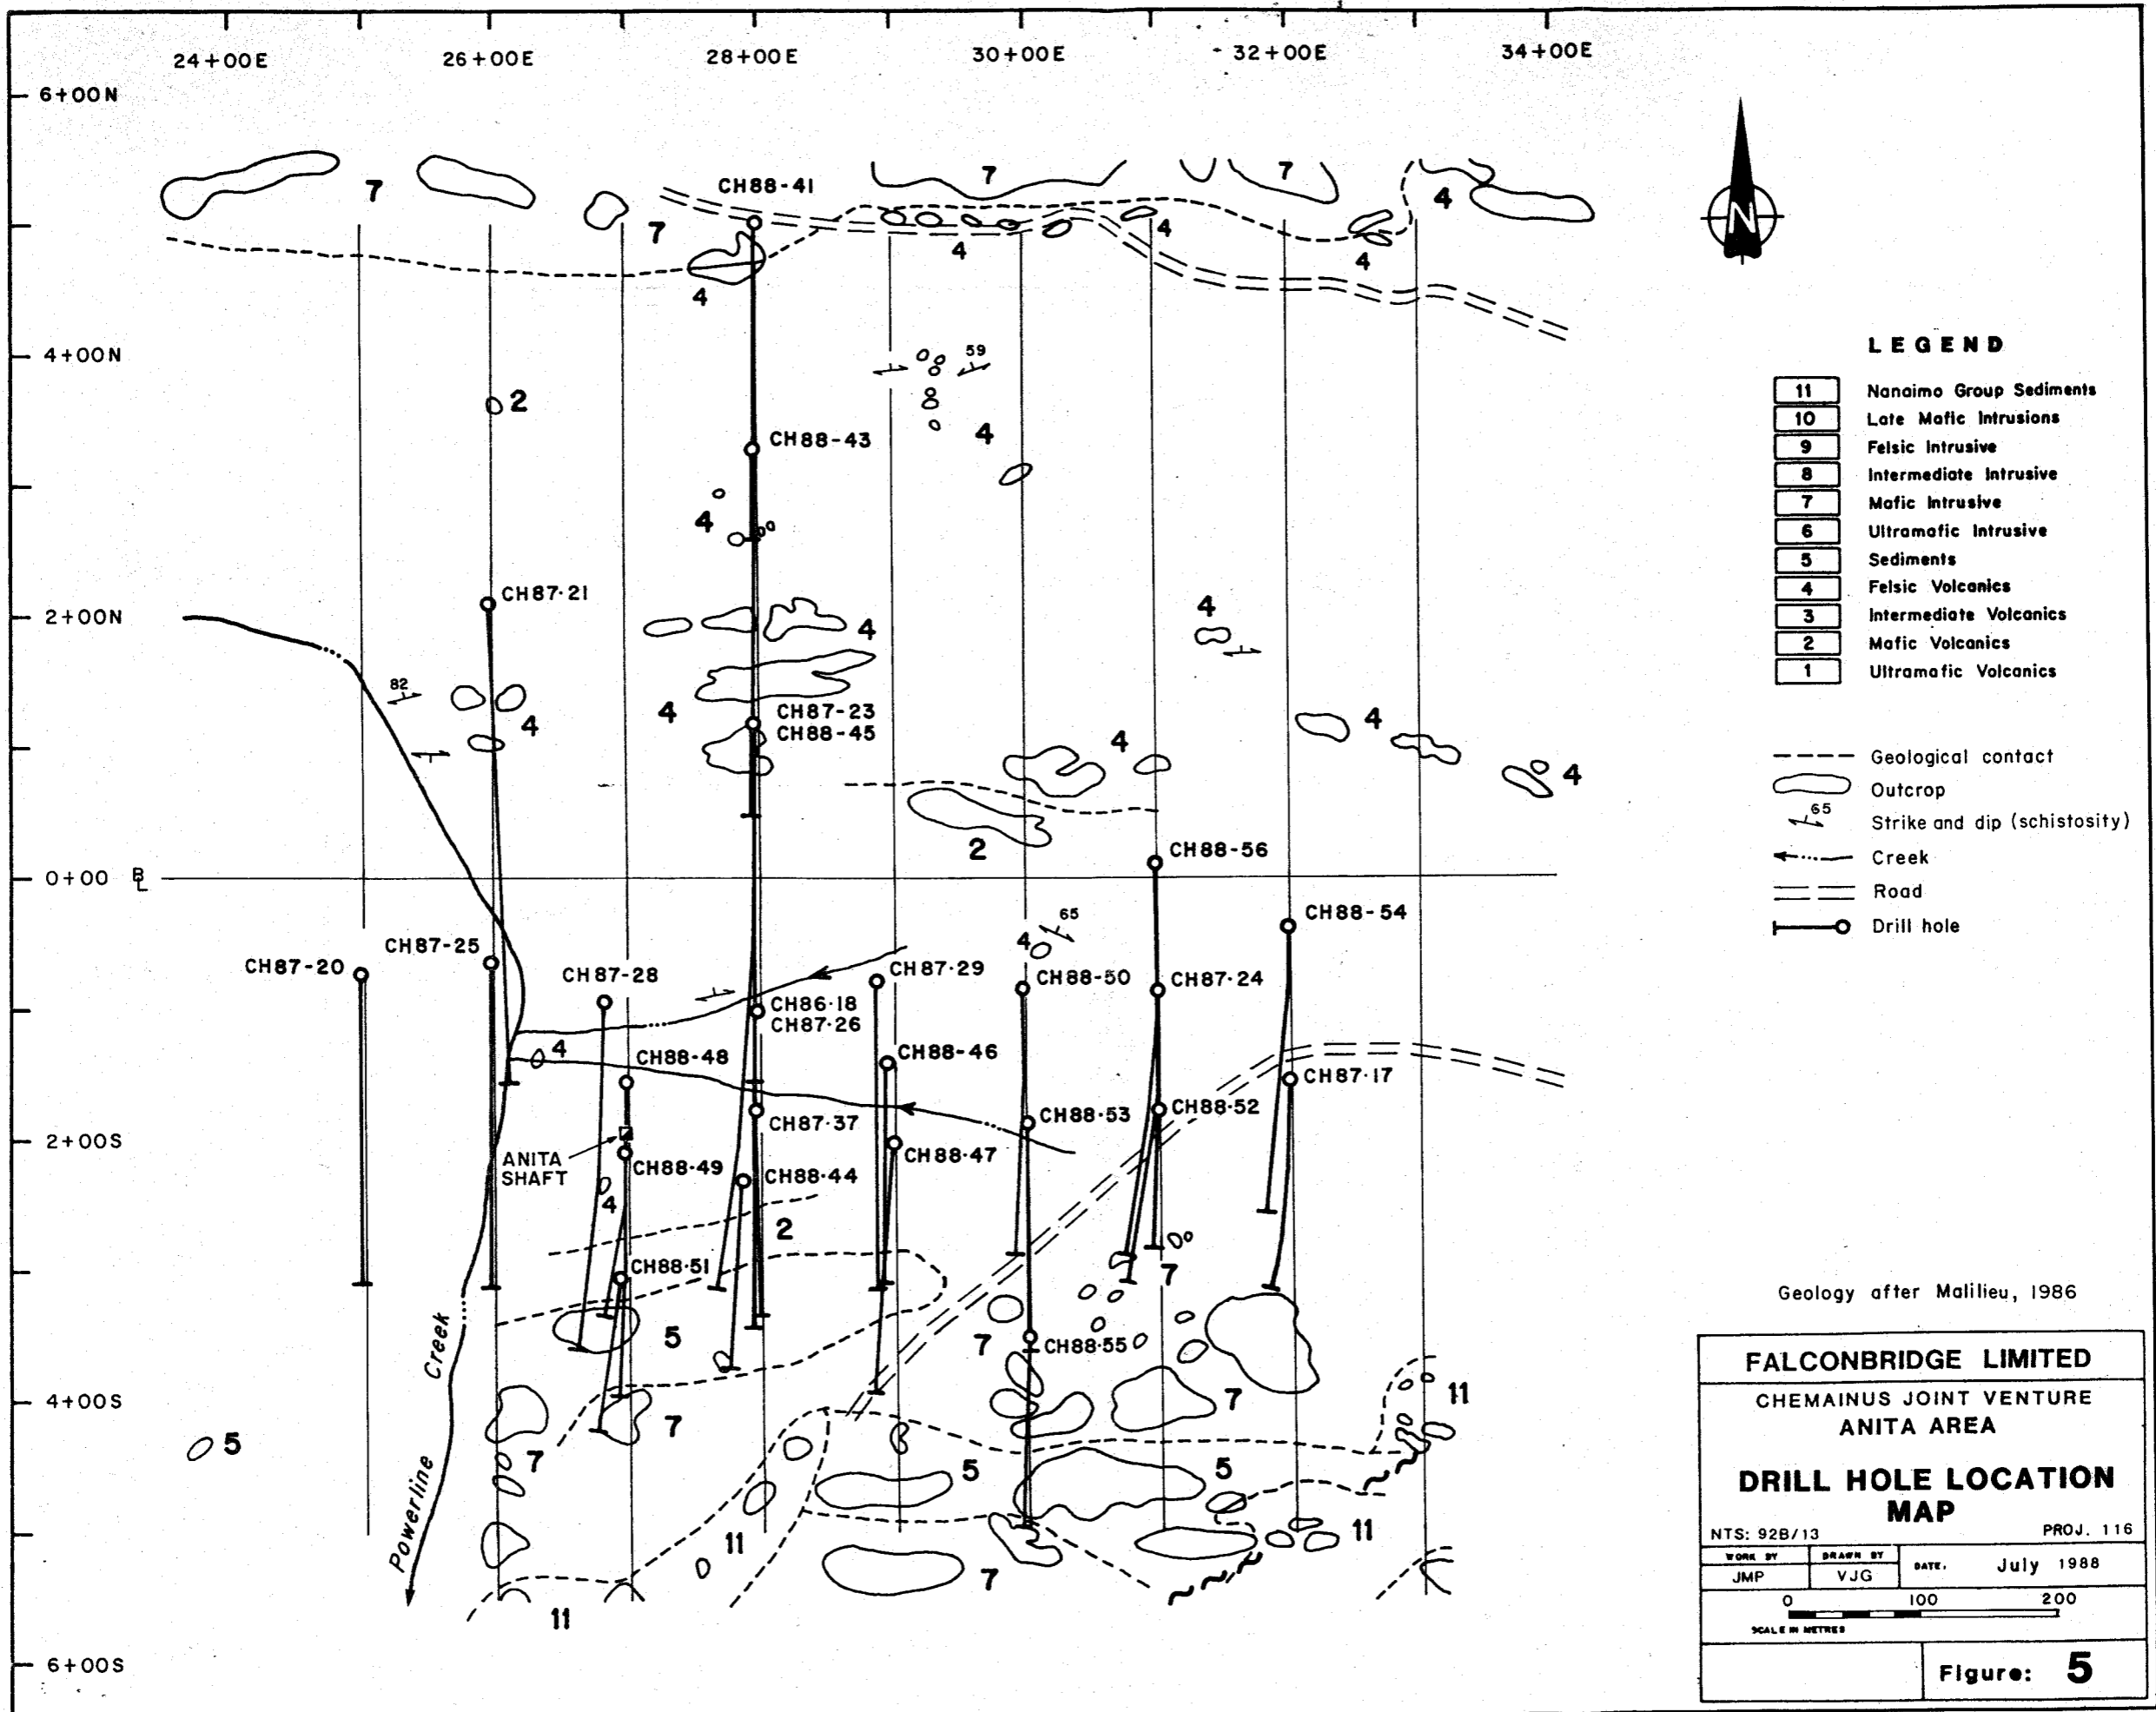 24+00E 26+00E 28+00E 30+00E 32+00E 34+00E
6+00N
4+00N
2+00N
0+00 BL
2+00S
4+00S
6+00S
7
CH88-41
7
7
7
4
4
4
4
4
59
2
4
CH88-43
4
CH87-21
4
4
82
4
4
CH87-23
CH88-45
4
4
4
2
CH88-56
CH88-54
65
4
CH87-20
CH87-25
CH87-28
CH87-29
CH88-50
CH87-24
CH86-18
CH87-26
4
CH88-48
CH88-46
CH87-17
CH87-37
CH88-53
CH88-52
ANITA
SHAFT
CH88-49
CH88-44
CH88-47
4
2
CH88-51
7
5
7
CH88-55
7
11
5
7
7
5
5
11
11
7
11
Powerline Creek
N
LEGEND
11 Nanaimo Group Sediments
10 Late Mafic Intrusions
9 Felsic Intrusive
8 Intermediate Intrusive
7 Mafic Intrusive
6 Ultramafic Intrusive
5 Sediments
4 Felsic Volcanics
3 Intermediate Volcanics
2 Mafic Volcanics
1 Ultramafic Volcanics
Geological contact
Outcrop
65 Strike and dip (schistosity)
Creek
Road
Drill hole
Geology after Malilieu, 1986
FALCONBRIDGE LIMITED
CHEMAINUS JOINT VENTURE
ANITA AREA
DRILL HOLE LOCATION
MAP
NTS: 92B/13 PROJ. 116
WORK BY DRAWN BY DATE. July 1988
JMP VJG
0 100 200
SCALE IN METRES
Figure: 5